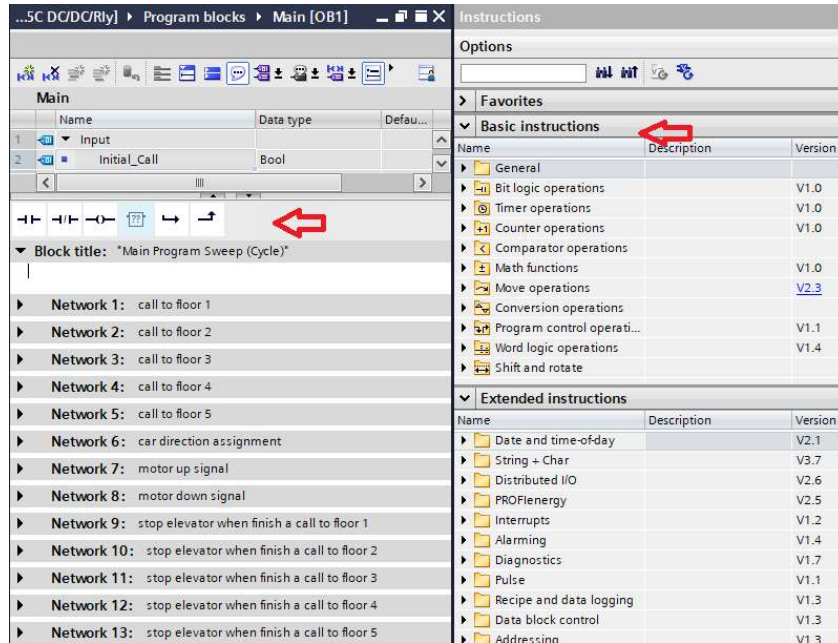 ...5C DC/DC/Rly] Program blocks Main [OB1]
Main
Name Data type Defau...
1 Input
2 Initial_Call Bool
??
Block title: "Main Program Sweep (Cycle)"
Network 1: call to floor 1
Network 2: call to floor 2
Network 3: call to floor 3
Network 4: call to floor 4
Network 5: call to floor 5
Network 6: car direction assignment
Network 7: motor up signal
Network 8: motor down signal
Network 9: stop elevator when finish a call to floor 1
Network 10: stop elevator when finish a call to floor 2
Network 11: stop elevator when finish a call to floor 3
Network 12: stop elevator when finish a call to floor 4
Network 13: stop elevator when finish a call to floor 5
Instructions
Options
Favorites
Basic instructions
Name Description Version
General
Bit logic operations V1.0
Timer operations V1.0
Counter operations V1.0
Comparator operations
Math functions V1.0
Move operations V2.3
Conversion operations
Program control operati... V1.1
Word logic operations V1.4
Shift and rotate
Extended instructions
Name Description Version
Date and time-of-day V2.1
String + Char V3.7
Distributed I/O V2.6
PROFIenergy V2.5
Interrupts V1.2
Alarming V1.4
Diagnostics V1.7
Pulse V1.1
Recipe and data logging V1.3
Data block control V1.3
Addressing V1.3